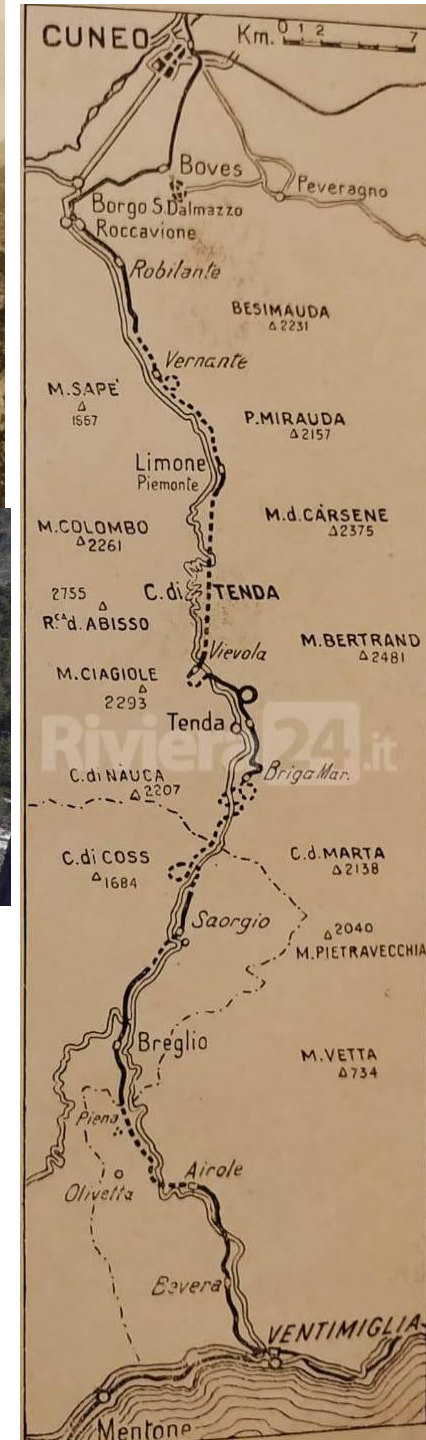 CUNEO
Km. 0 1 2 7
Boves
Peveragno
Borgo S.Dalmazzo
Roccavione
Robilante
BESIMAUDA
△ 2231
Vernante
M.SAPE'
△
1557
P.MIRAUDA
△ 2157
Limone
Piemonte
M.d.CÀRSENE
△ 2375
M.COLOMBO
△ 2261
2755 △
R.ca d.ABISSO
C.di TENDA
Vievola
M.BERTRAND
△ 2481
M.CIAGIOLE
△
2293
Riviera24.it
Tenda
Briga Mar.
C.di NÀUCA
△ 2207
C.di COSS
△ 1684
C.d.MARTA
△ 2138
Saorgio
△ 2040
M.PIETRAVECCHIA
Breglio
M.VETTA
△ 734
Piena
Airole
Olivetta
Bevera
VENTIMIGLIA
Mentone